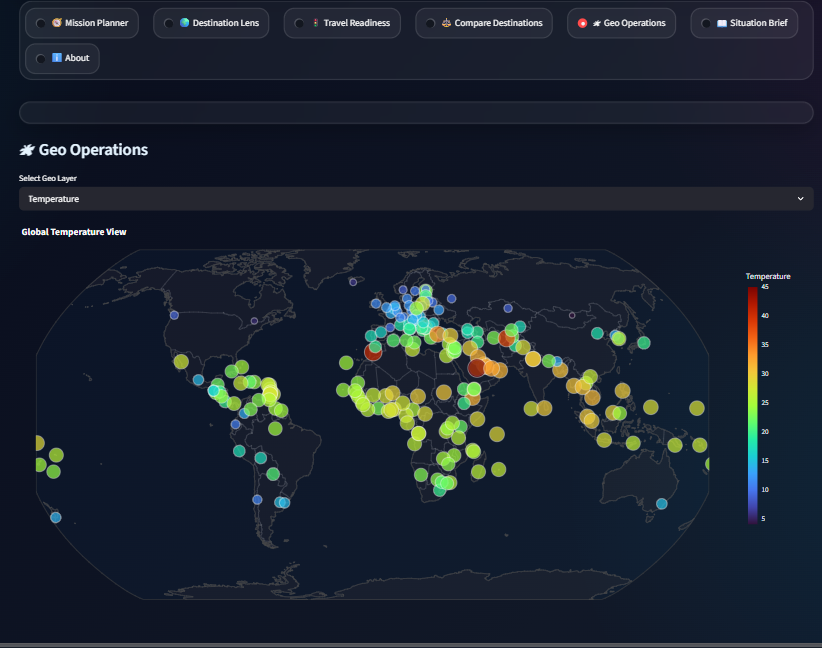 Mission Planner
Destination Lens
Travel Readiness
Compare Destinations
Geo Operations
Situation Brief
About
Geo Operations
Select Geo Layer
Temperature
Global Temperature View
Temperature
45
40
35
30
25
20
15
10
5